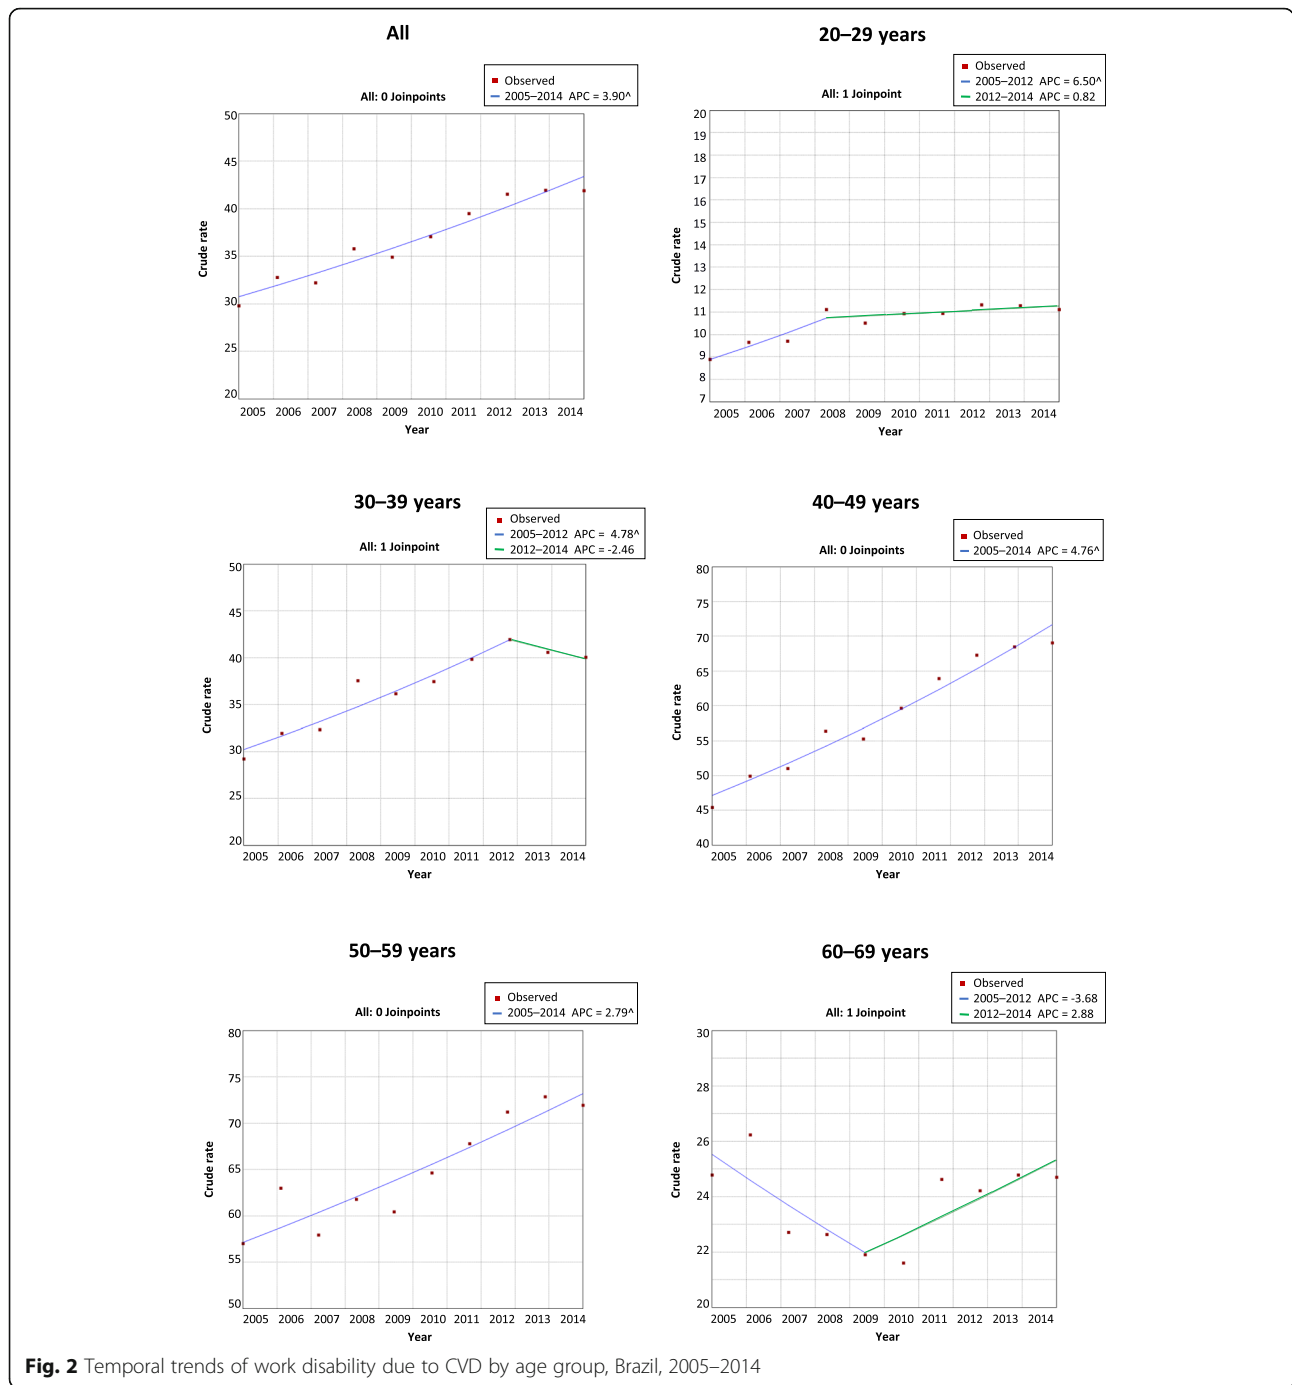 All
All: 0 Joinpoints
Observed
2005–2014 APC = 3.90^
50
45
40
35
30
25
20
Crude rate
2005 2006 2007 2008 2009 2010 2011 2012 2013 2014
Year
20–29 years
All: 1 Joinpoint
Observed
2005–2012 APC = 6.50^
2012–2014 APC = 0.82
20
19
18
17
16
15
14
13
12
11
10
9
8
7
Crude rate
2005 2006 2007 2008 2009 2010 2011 2012 2013 2014
Year
30–39 years
All: 1 Joinpoint
Observed
2005–2012 APC = 4.78^
2012–2014 APC = -2.46
50
45
40
35
30
25
20
Crude rate
2005 2006 2007 2008 2009 2010 2011 2012 2013 2014
Year
40–49 years
All: 0 Joinpoints
Observed
2005–2014 APC = 4.76^
80
75
70
65
60
55
50
45
40
Crude rate
2005 2006 2007 2008 2009 2010 2011 2012 2013 2014
Year
50–59 years
All: 0 Joinpoints
Observed
2005–2014 APC = 2.79^
80
75
70
65
60
55
50
Crude rate
2005 2006 2007 2008 2009 2010 2011 2012 2013 2014
Year
60–69 years
All: 1 Joinpoint
Observed
2005–2012 APC = -3.68
2012–2014 APC = 2.88
30
28
26
24
22
20
Crude rate
2005 2006 2007 2008 2009 2010 2011 2012 2013 2014
Year
Fig. 2 Temporal trends of work disability due to CVD by age group, Brazil, 2005–2014